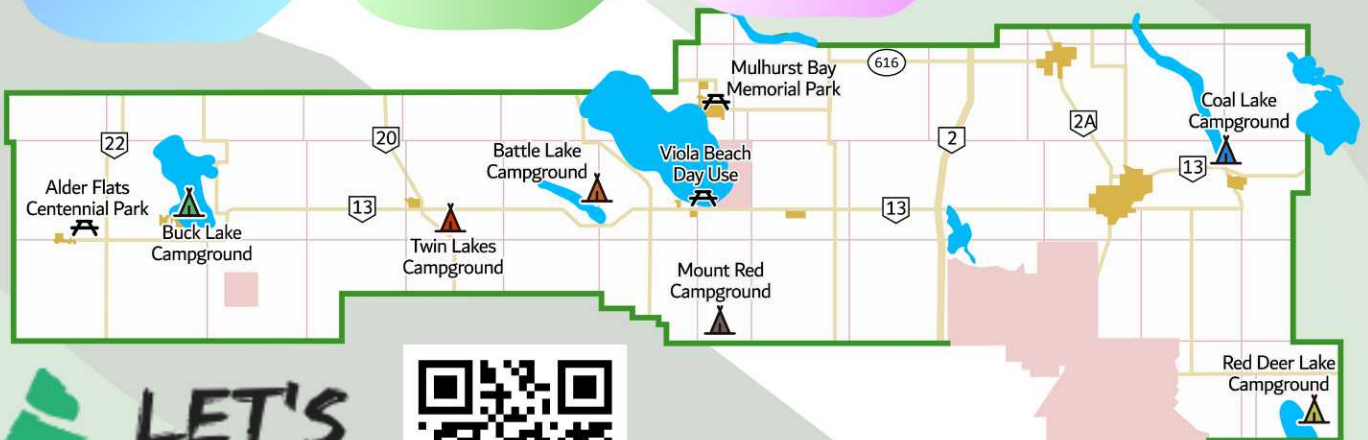 616
Mulhurst Bay
Memorial Park
Coal Lake
Campground
2A
22
20
2
Battle Lake
Campground
Viola Beach
Day Use
13
Alder Flats
Centennial Park
13
13
Buck Lake
Campground
Twin Lakes
Campground
Mount Red
Campground
Red Deer Lake
Campground
LET'S